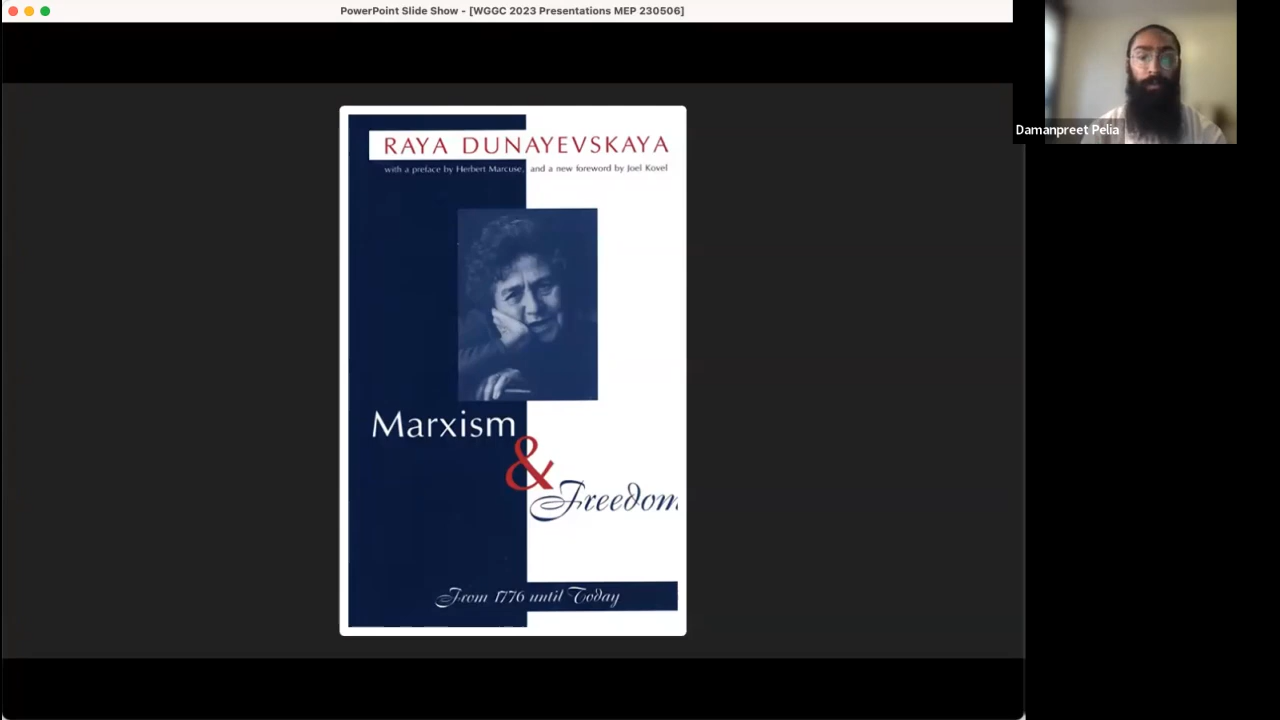 PowerPoint Slide Show - [WGGC 2023 Presentations MEP 230506]
RAYA DUNAYEVSKAYA
with a preface by Herbert Marcuse, and a new foreword by Joel Kovel
Marxism
&
Freedom
From 1776 until Today
Damanpreet Pelia